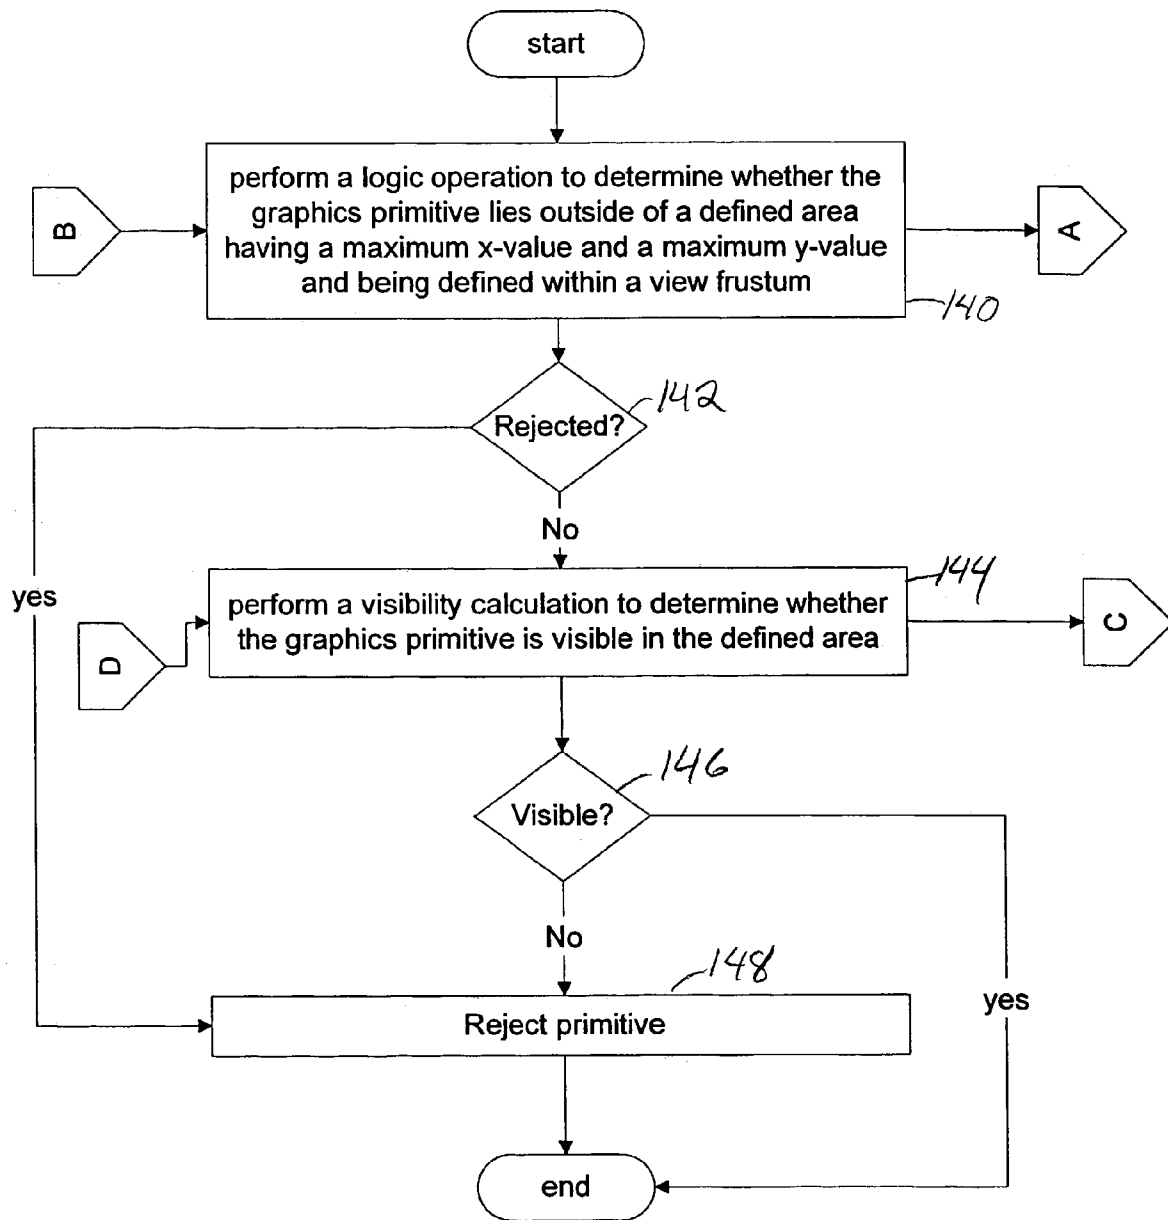 start
perform a logic operation to determine whether the
graphics primitive lies outside of a defined area
having a maximum x-value and a maximum y-value
and being defined within a view frustum
B
A
140
142
Rejected?
No
144
yes
perform a visibility calculation to determine whether
the graphics primitive is visible in the defined area
D
C
146
Visible?
No
148
yes
Reject primitive
end